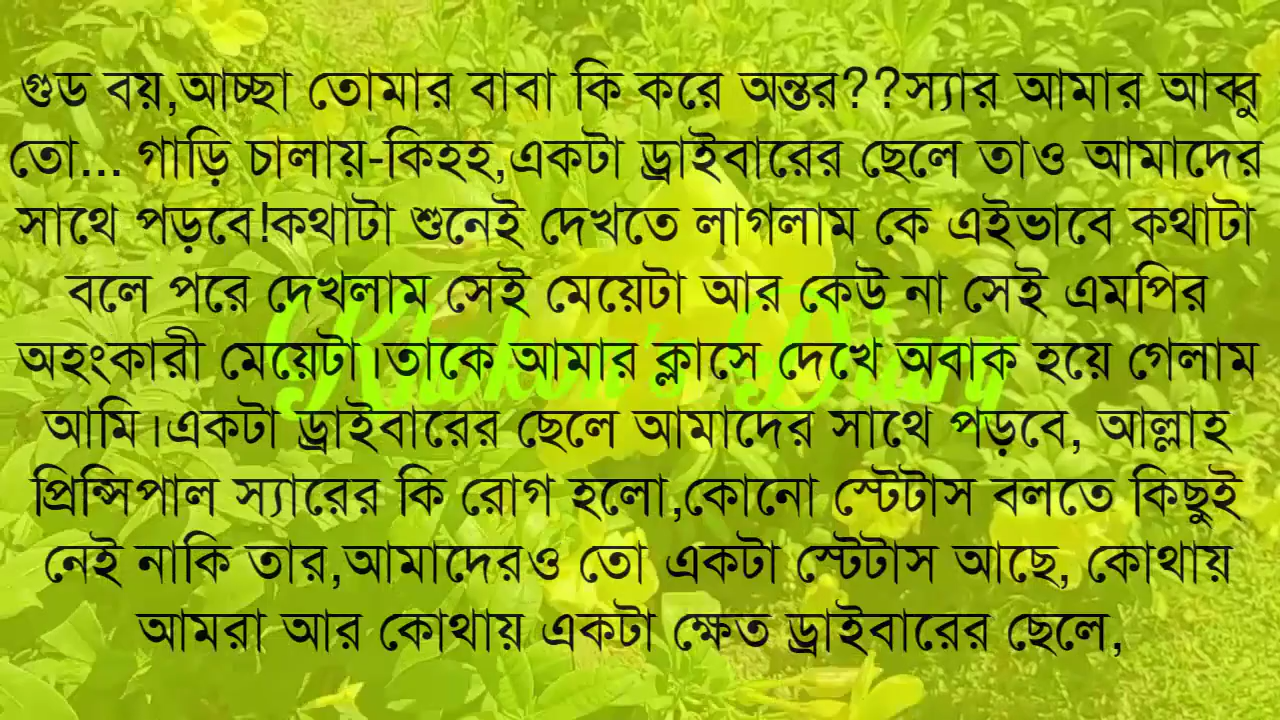 গুড বয়,আচ্ছা তোমার বাবা কি করে অন্তর??স্যার আমার আব্বু
তো... গাড়ি চালায়-কিহহ,একটা ড্রাইবারের ছেলে তাও আমাদের
সাথে পড়বে!কথাটা শুনেই দেখতে লাগলাম কে এইভাবে কথাটা
বলে পরে দেখলাম সেই মেয়েটা আর কেউ না সেই এমপির
অহংকারী মেয়েটা।তাকে আমার ক্লাসে দেখে অবাক হয়ে গেলাম
আমি।একটা ড্রাইবারের ছেলে আমাদের সাথে পড়বে, আল্লাহ
প্রিন্সিপাল স্যারের কি রোগ হলো,কোনো স্টেটাস বলতে কিছুই
নেই নাকি তার,আমাদেরও তো একটা স্টেটাস আছে, কোথায়
আমরা আর কোথায় একটা ক্ষেত ড্রাইবারের ছেলে,
Khokon's Diary